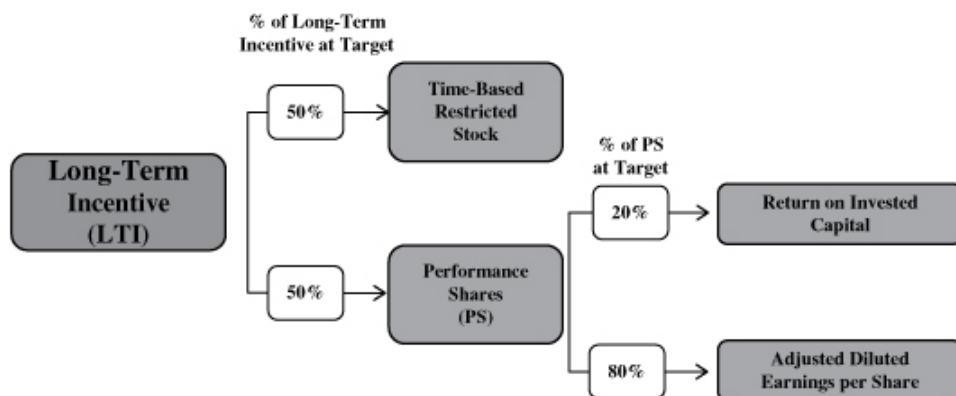 % of Long-Term
Incentive at Target
50%
Time-Based
Restricted
Stock
Long-Term
Incentive
(LTI)
50%
Performance
Shares
(PS)
% of PS
at Target
20%
Return on Invested
Capital
80%
Adjusted Diluted
Earnings per Share